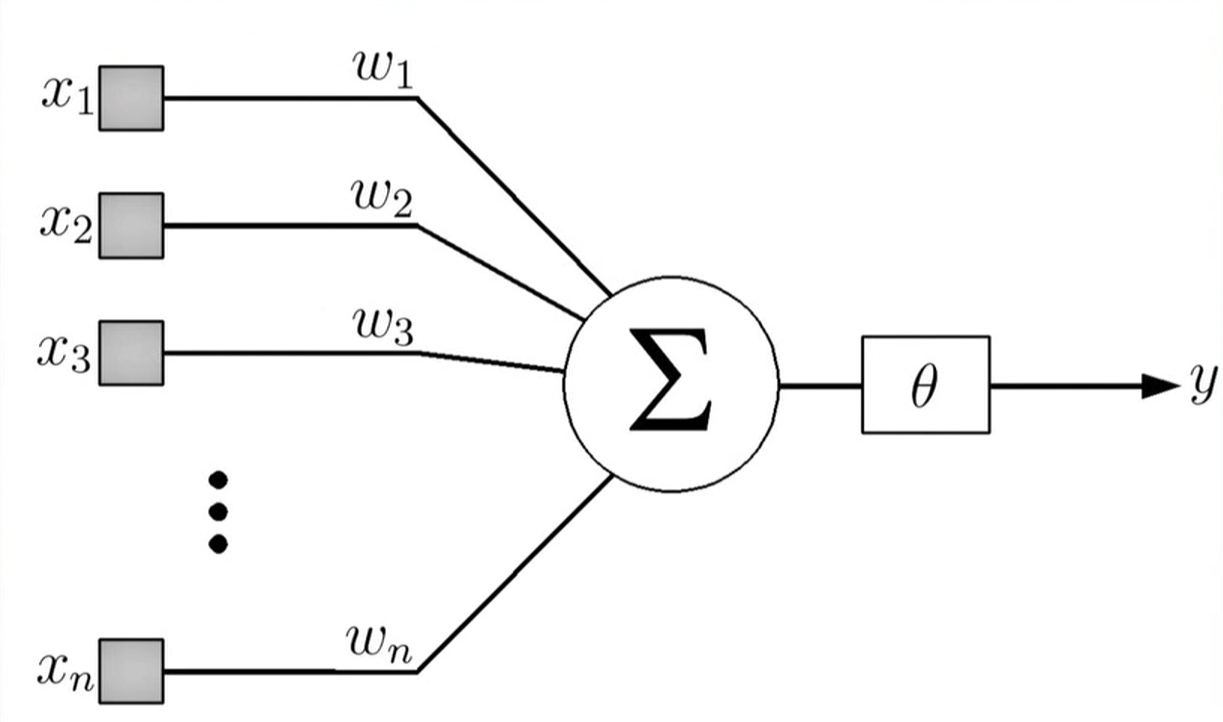 x₁ w₁
x₂ w₂
x₃ w₃
Σ θ y
xₙ wₙ